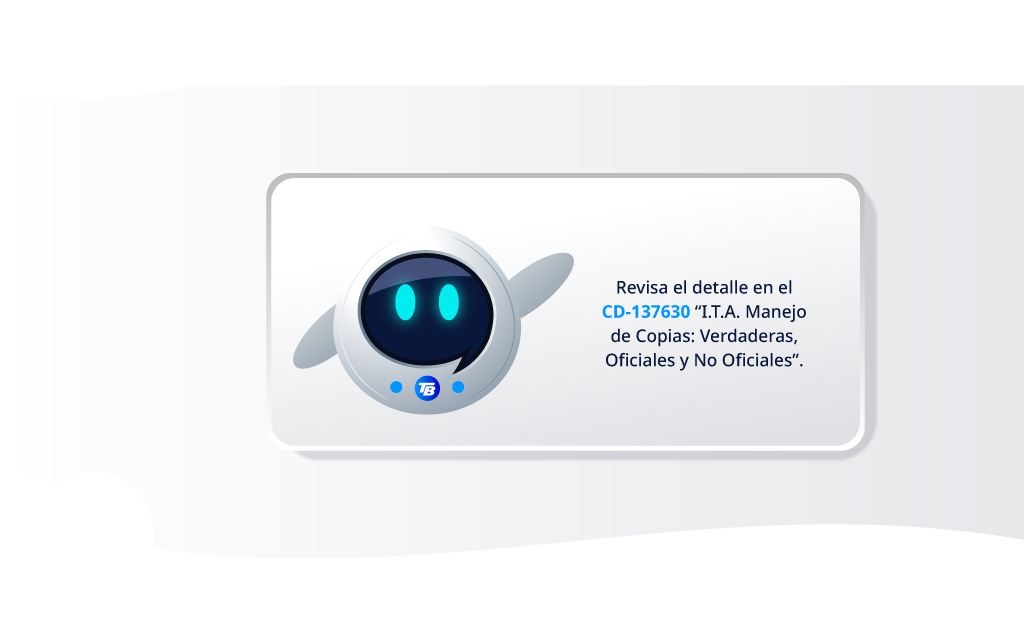 Revisa el detalle en el
CD-137630 “I.T.A. Manejo
de Copias: Verdaderas,
Oficiales y No Oficiales”.
TB